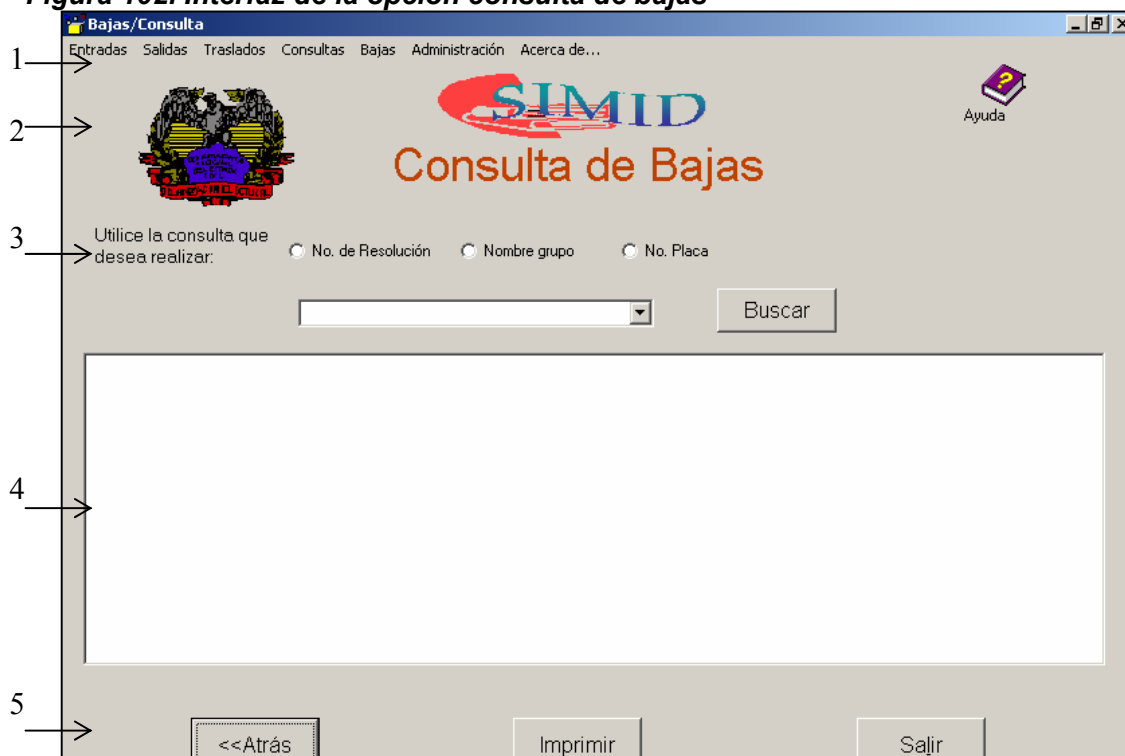 Figura 102. Interfaz de la opción consulta de bajas
Bajas/Consulta
Entradas Salidas Traslados Consultas Bajas Administración Acerca de...
1
2
SIMID
Ayuda
Consulta de Bajas
3
Utilice la consulta que
desea realizar:
No. de Resolución Nombre grupo No. Placa
Buscar
4
5
<<Atrás Imprimir Salir